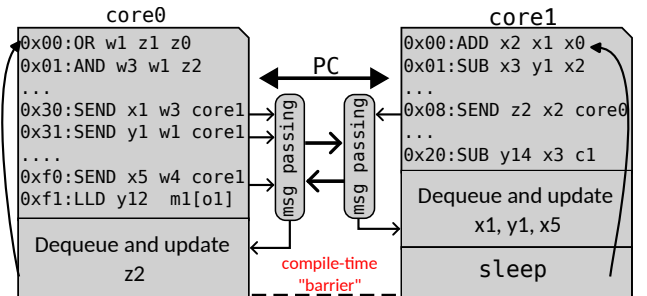 core0
0x00:OR w1 z1 z0
0x01:AND w3 w1 z2
...
0x30:SEND x1 w3 core1
0x31:SEND y1 w1 core1
....
0xf0:SEND x5 w4 core1
0xf1:LLD y12 m1[o1]
Dequeue and update
z2
PC
msg passing
msg passing
compile-time
"barrier"
core1
0x00:ADD x2 x1 x0
0x01:SUB x3 y1 x2
...
0x08:SEND z2 x2 core0
...
0x20:SUB y14 x3 c1
Dequeue and update
x1, y1, x5
sleep